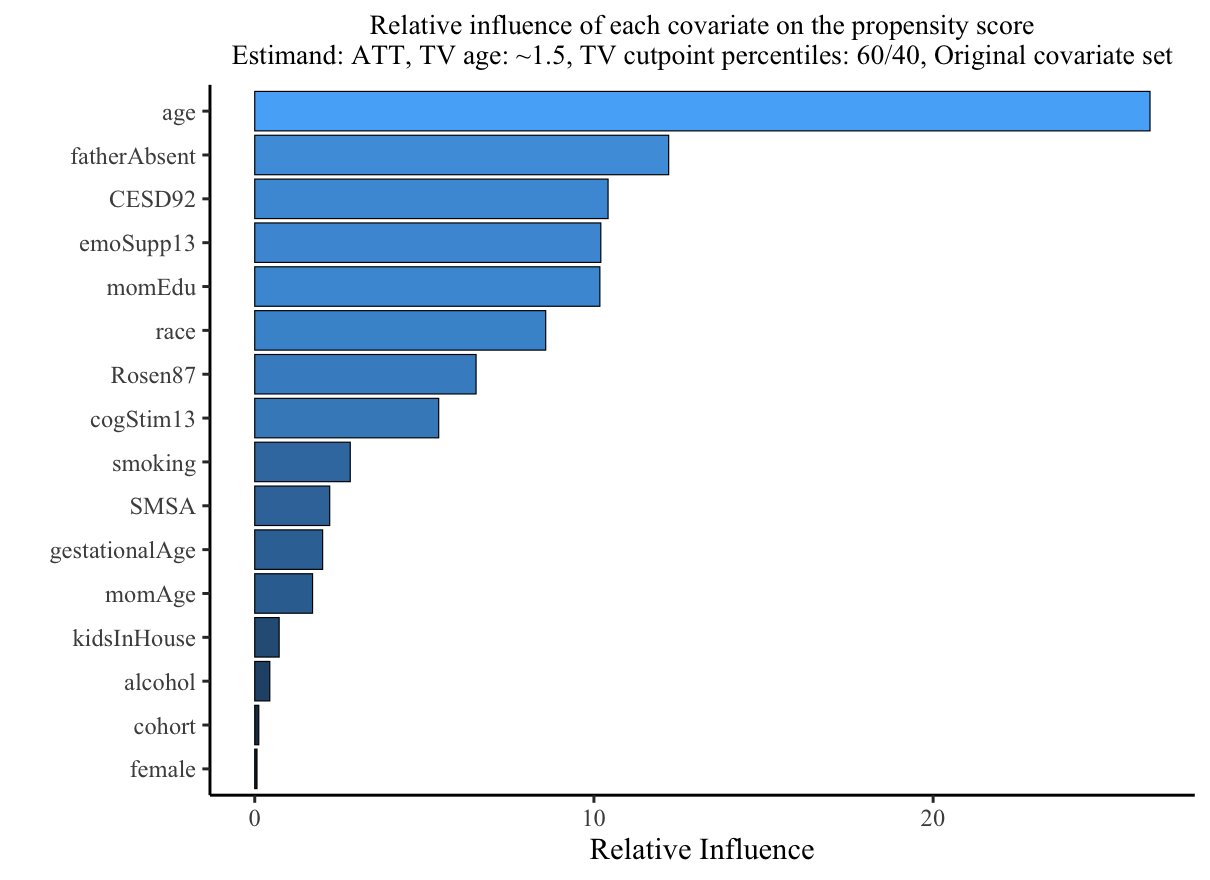 Relative influence of each covariate on the propensity score
Estimand: ATT, TV age: ~1.5, TV cutpoint percentiles: 60/40, Original covariate set
age
fatherAbsent
CESD92
emoSupp13
momEdu
race
Rosen87
cogStim13
smoking
SMSA
gestationalAge
momAge
kidsInHouse
alcohol
cohort
female
0 10 20
Relative Influence